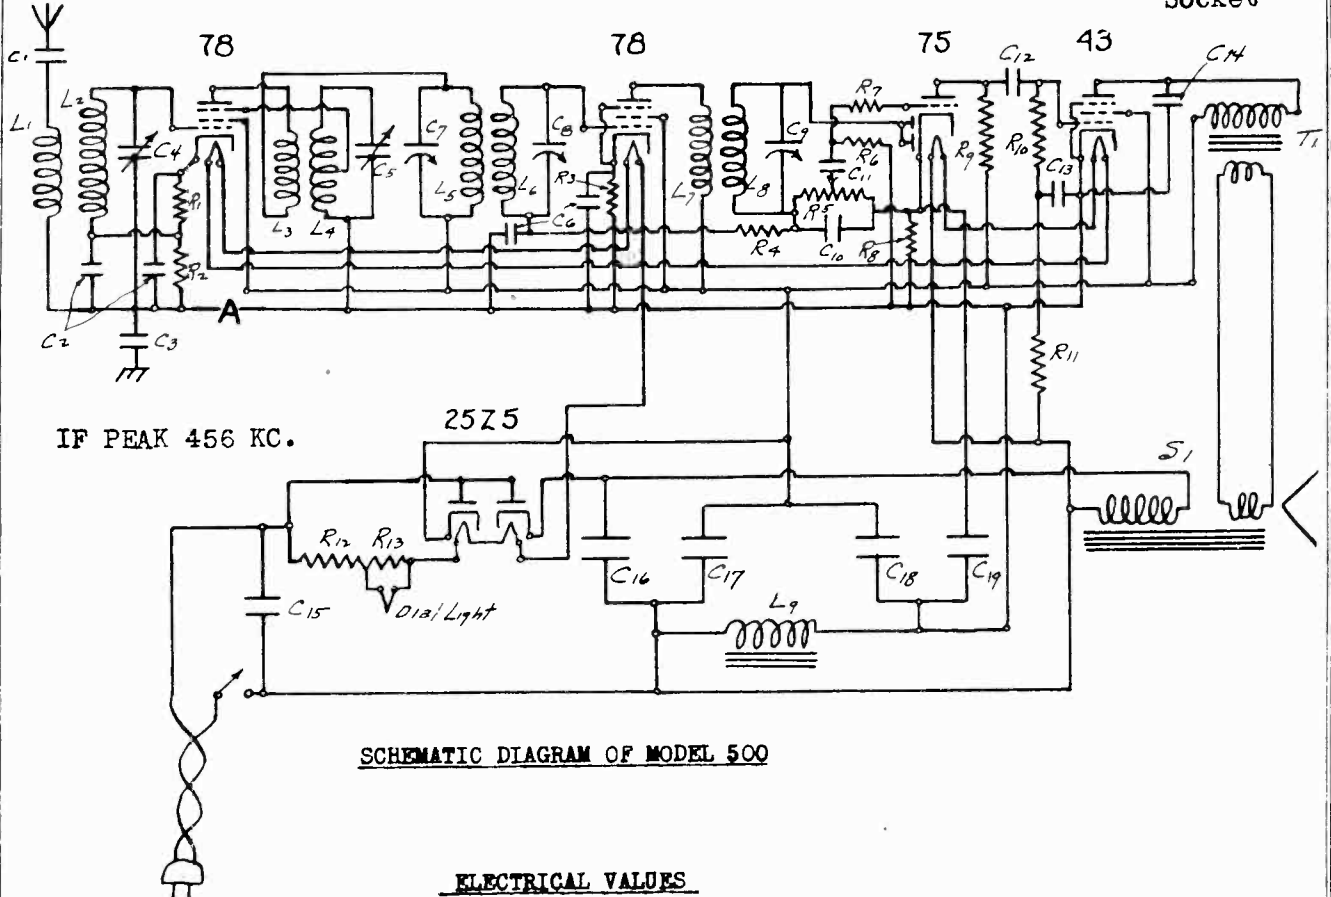 Socket
78
78
75
43
C1
C12
C14
L2
L1
C4
C5
C7
C8
C9
R7
R6
R9
R10
C13
T1
R1
R2
L3
L4
L5
L6
R3
C6
L7
L8
C11
R5
R4
C10
R8
A
C2
C3
R11
IF PEAK 456 KC.
25Z5
S1
R12
R13
C16
C17
C18
C19
C15
Dial Light
L9
SCHEMATIC DIAGRAM OF MODEL 500
ELECTRICAL VALUES